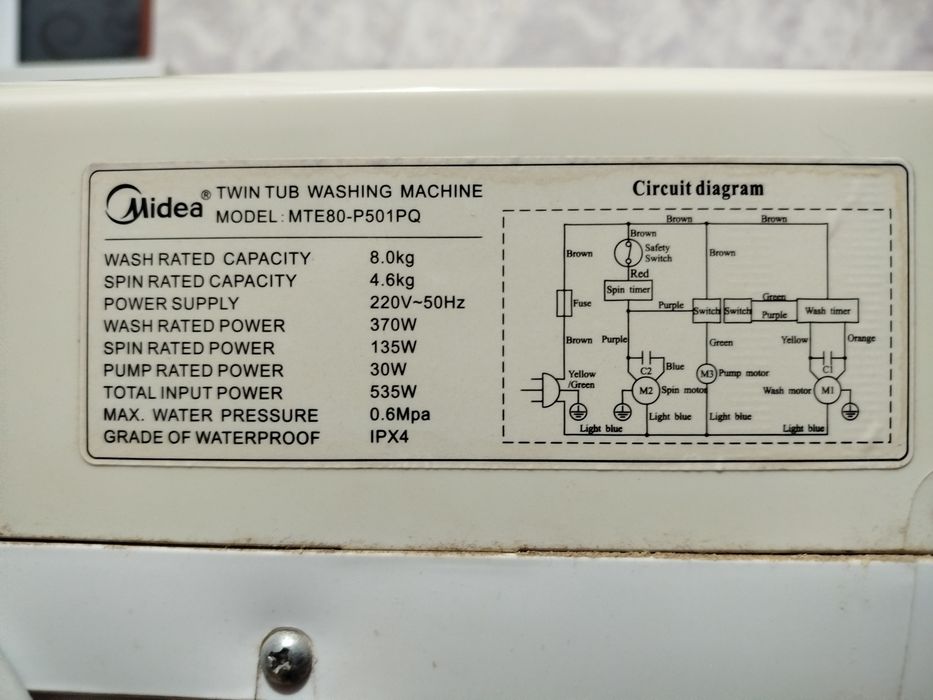 Midea® TWIN TUB WASHING MACHINE
MODEL: MTE80-P501PQ
WASH RATED CAPACITY 8.0kg
SPIN RATED CAPACITY 4.6kg
POWER SUPPLY 220V~50Hz
WASH RATED POWER 370W
SPIN RATED POWER 135W
PUMP RATED POWER 30W
TOTAL INPUT POWER 535W
MAX. WATER PRESSURE 0.6Mpa
GRADE OF WATERPROOF IPX4
Circuit diagram
Brown Brown
Brown
Brown Safety Switch Brown
Red
Spin timer
Fuse Purple Switch Switch Green Purple Wash timer
Brown Purple Green Yellow Orange
C2 Blue C1
Yellow/Green M2 Spin motor M3 Pump motor Wash motor M1
Light blue Light blue
Light blue Light blue